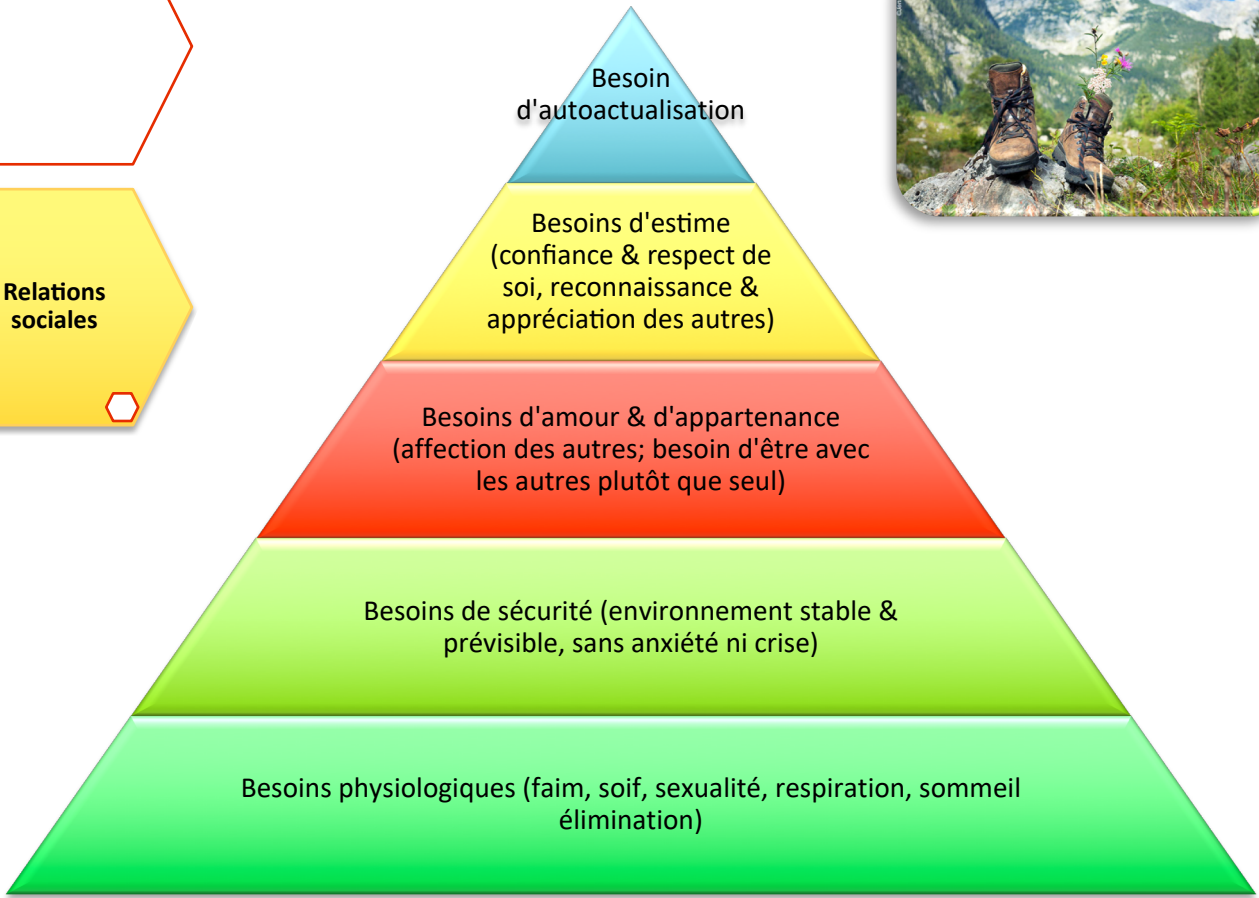 Besoin
d'autoactualisation
Besoins d'estime
(confiance & respect de
soi, reconnaissance &
appréciation des autres)
Relations
sociales
Besoins d'amour & d'appartenance
(affection des autres; besoin d'être avec
les autres plutôt que seul)
Besoins de sécurité (environnement stable &
prévisible, sans anxiété ni crise)
Besoins physiologiques (faim, soif, sexualité, respiration, sommeil
élimination)